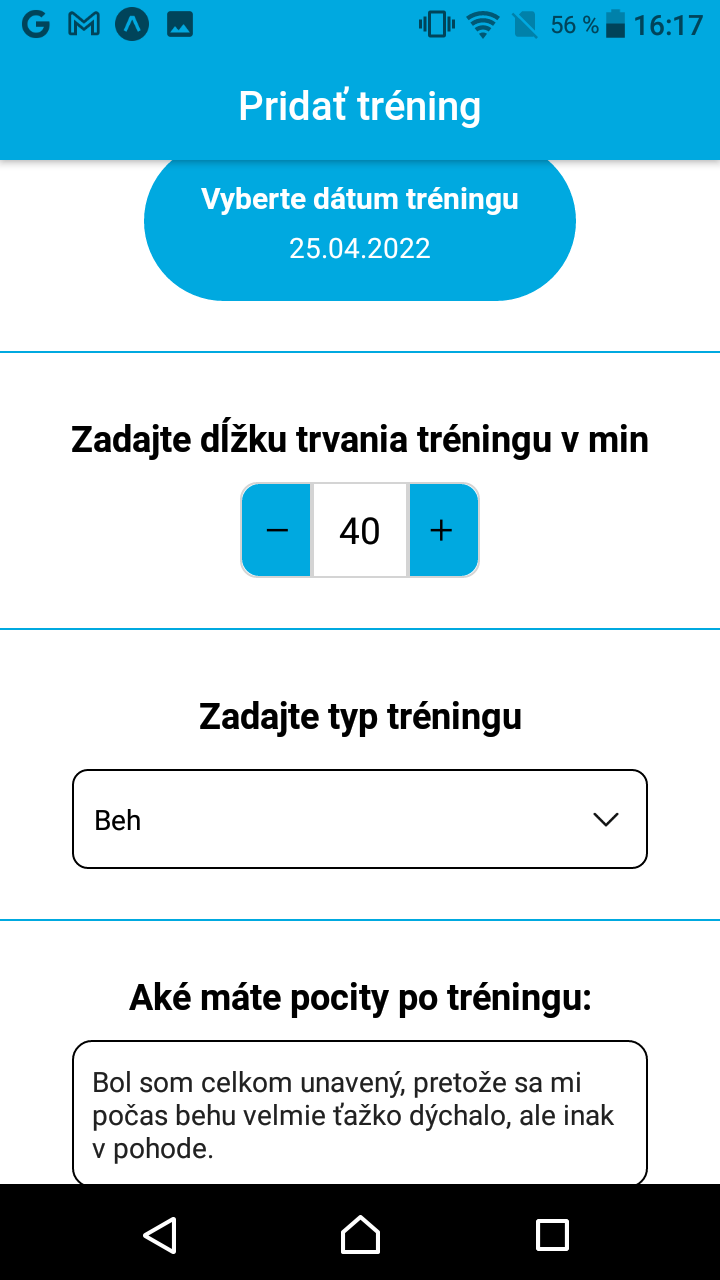 56 % 16:17
Pridať tréning
Vyberte dátum tréningu
25.04.2022
Zadajte dĺžku trvania tréningu v min
− 40 +
Zadajte typ tréningu
Beh
Aké máte pocity po tréningu:
Bol som celkom unavený, pretože sa mi
počas behu velmie ťažko dýchalo, ale inak
v pohode.